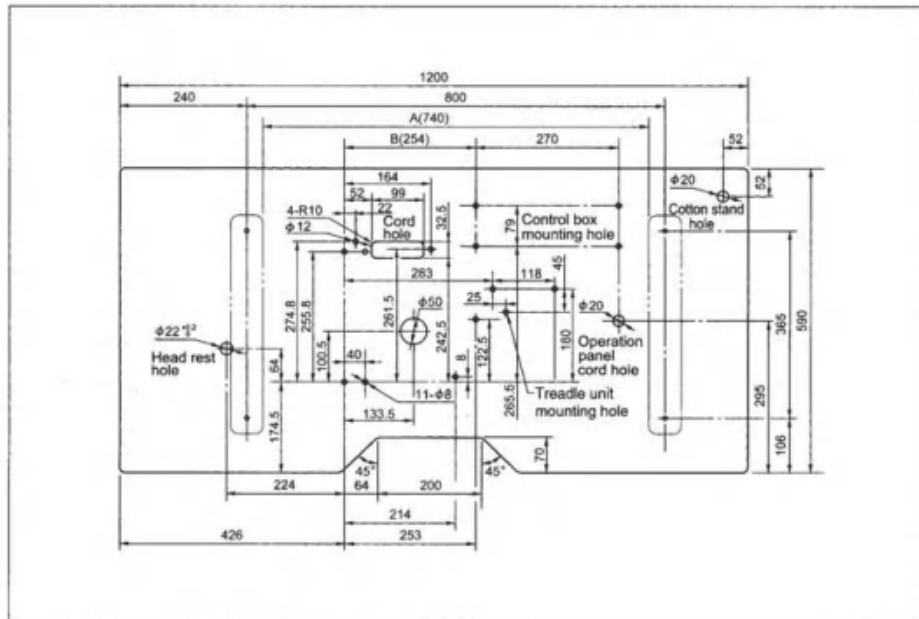 1200
240
800
A(740)
B(254)
270
52
164
52
99
52
φ20
22
4-R10
Cord
hole
32.5
79
Control box
mounting hole
Cotton stand
hole
φ12
283
118
45
274.8
255.8
261.5
φ50
242.5
25
φ20
365
590
φ22
Head rest
hole
64
100.5
40
8
122.5
180
Operation
panel
cord hole
295
11-φ8
265.5
Treadle unit
mounting hole
174.5
133.5
106
45°
45°
70
224
64
200
214
426
253